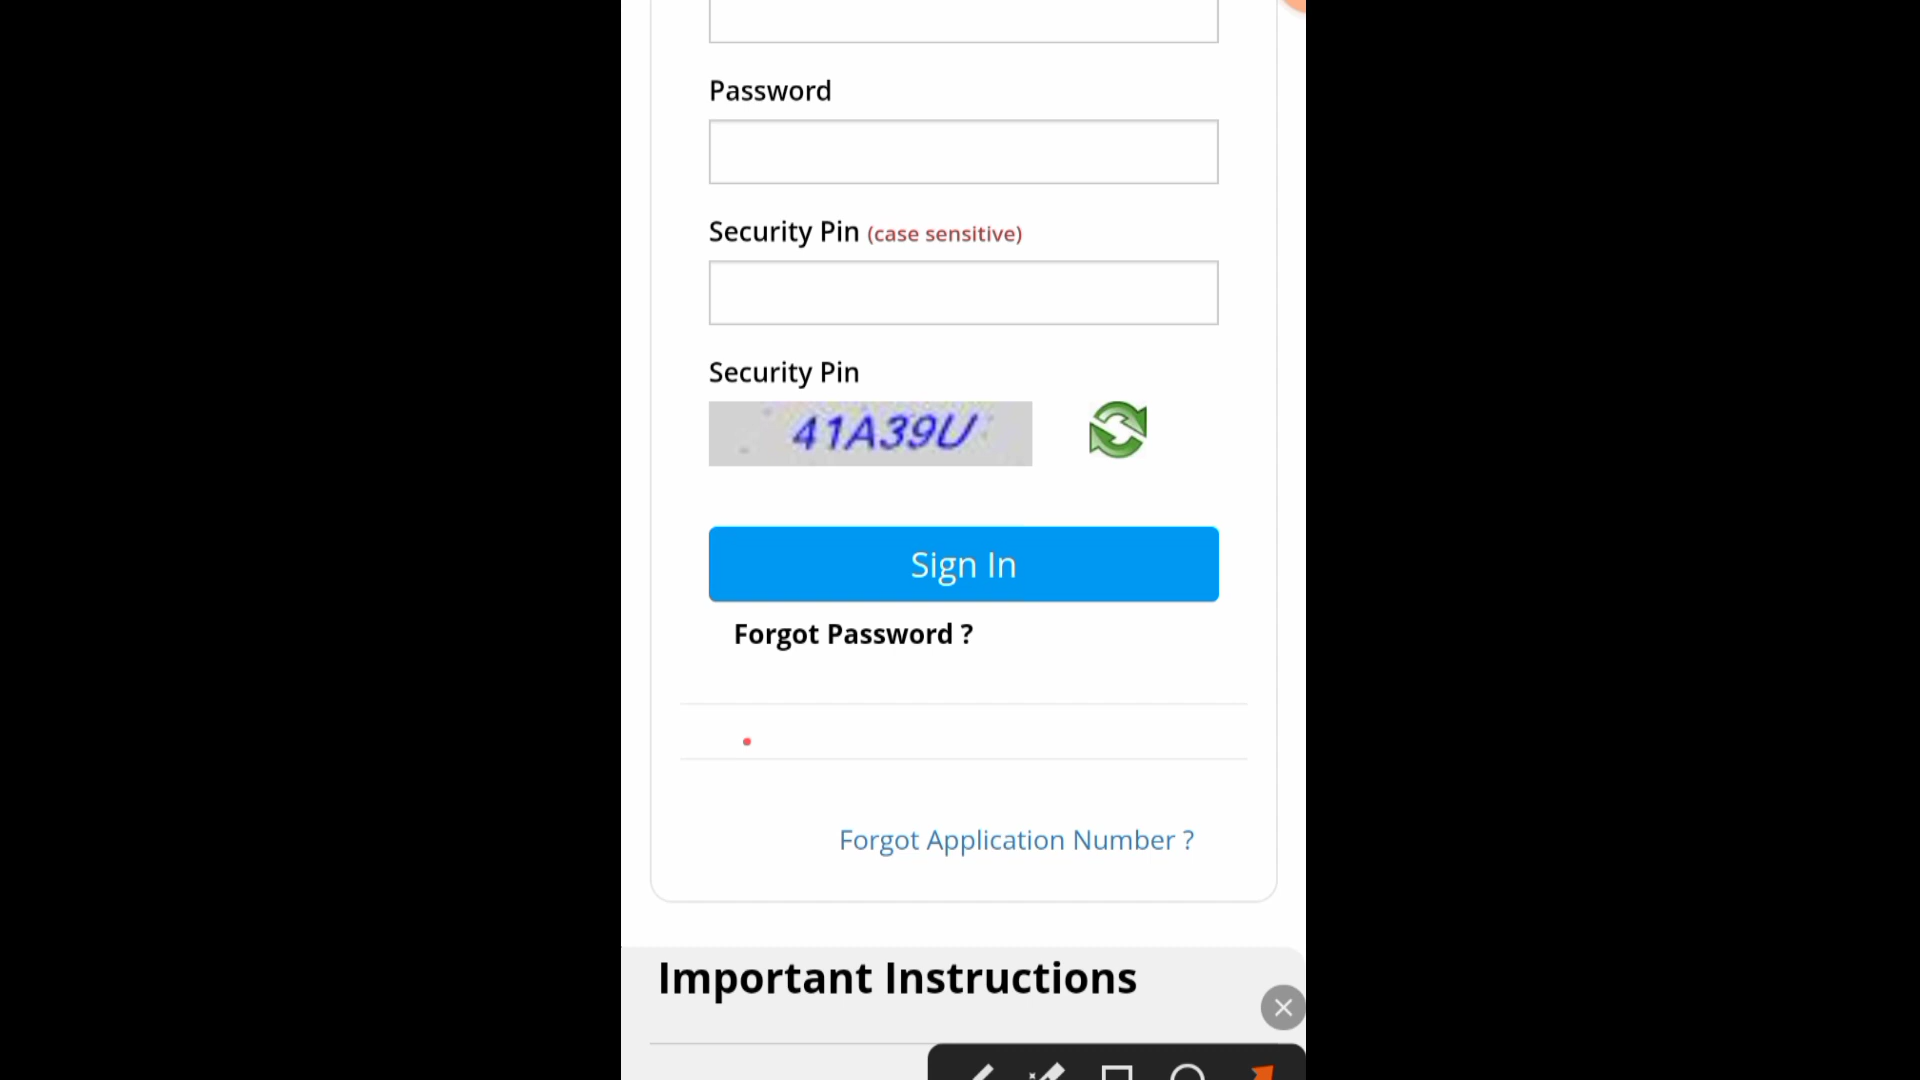 Password
Security Pin (case sensitive)
Security Pin
41A39U
Sign In
Forgot Password ?
Forgot Application Number ?
Important Instructions